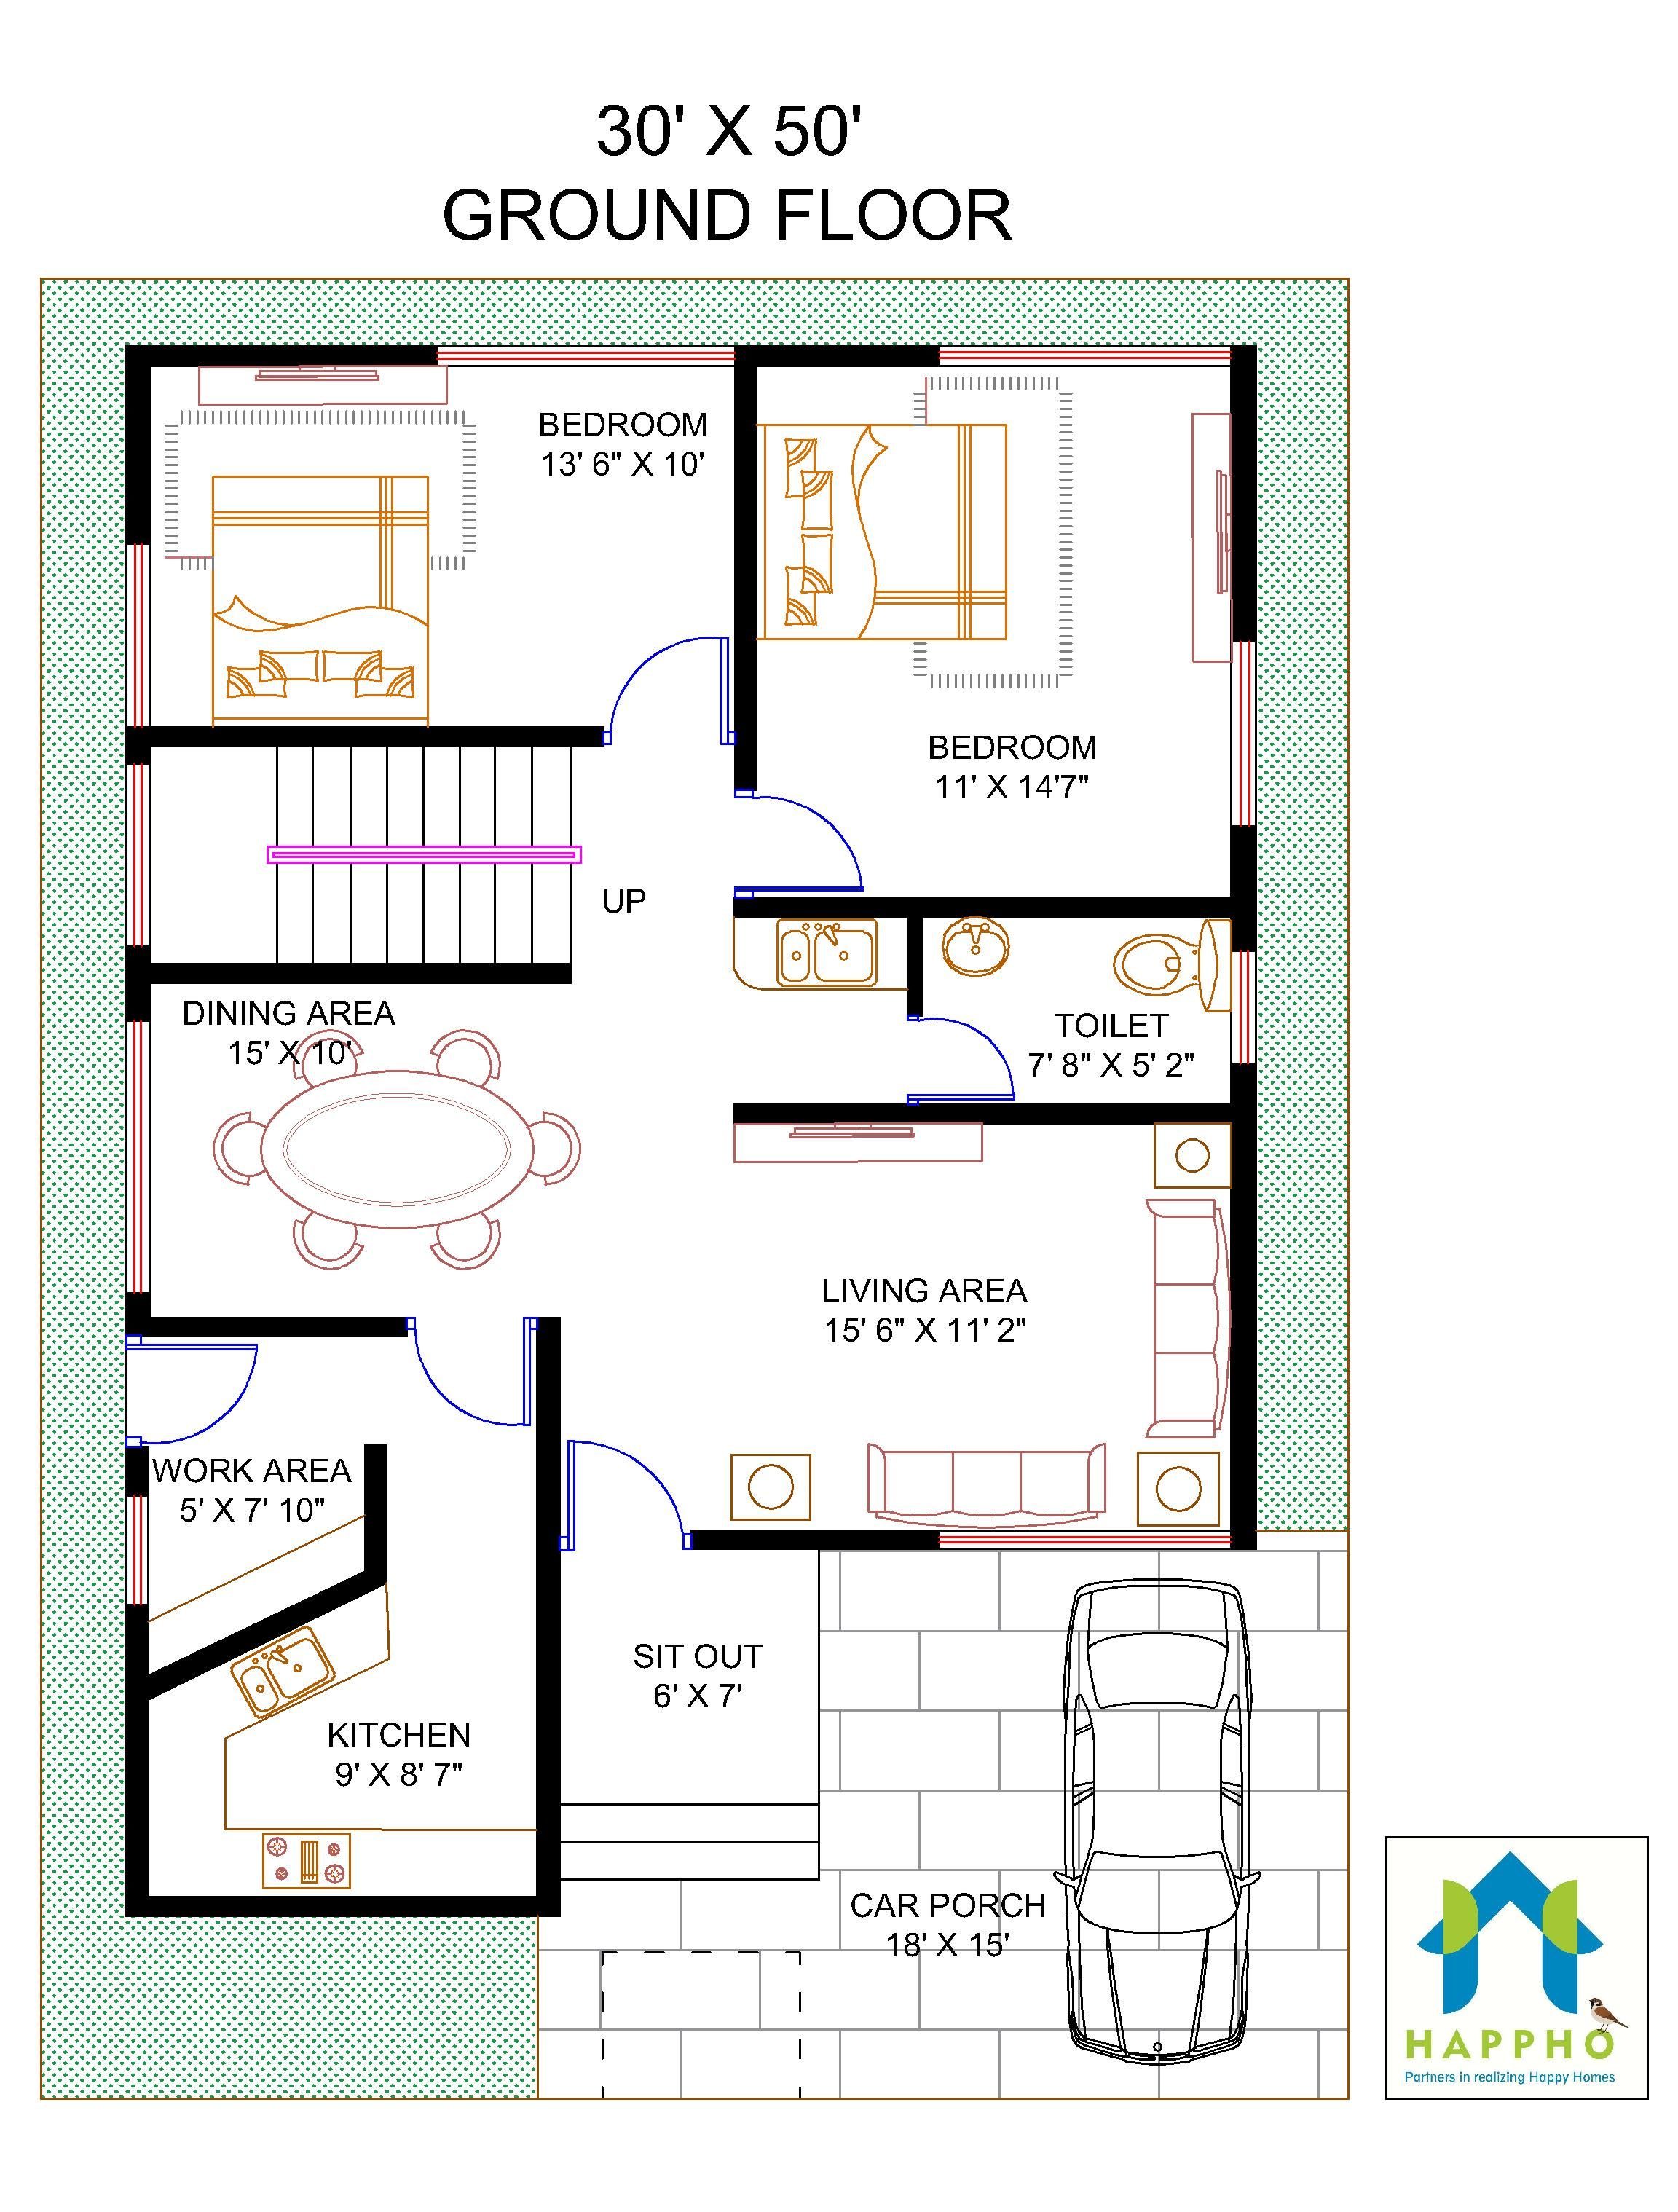 30' X 50'
GROUND FLOOR
BEDROOM
13' 6" X 10'
BEDROOM
11' X 14'7"
UP
DINING AREA
15' X 10'
TOILET
7' 8" X 5' 2"
LIVING AREA
15' 6" X 11' 2"
WORK AREA
5' X 7' 10"
SIT OUT
6' X 7'
KITCHEN
9' X 8' 7"
CAR PORCH
18' X 15'
HAPPHO
Partners in realizing Happy Homes